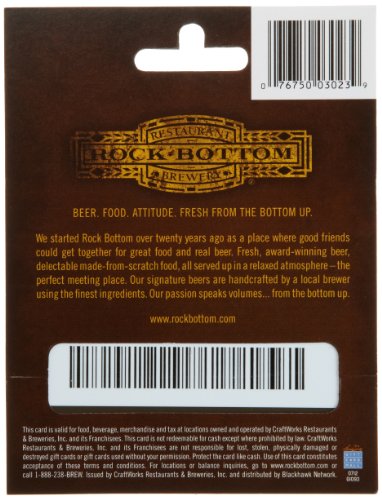 0 76750 03023 9
RESTAURANT
ROCK BOTTOM
BREWERY
®
BEER. FOOD. ATTITUDE. FRESH FROM THE BOTTOM UP.
We started Rock Bottom over twenty years ago as a place where good friends
could get together for great food and real beer. Fresh, award-winning beer,
delectable made-from-scratch food, all served up in a relaxed atmosphere—the
perfect meeting place. Our signature beers are handcrafted by a local brewer
using the finest ingredients. Our passion speaks volumes... from the bottom up.
www.rockbottom.com
This card is valid for food, beverage, merchandise and tax at locations owned and operated by CraftWorks Restaurants
& Breweries, Inc. and its Franchisees. This card is not redeemable for cash except where prohibited by law. CraftWorks
Restaurants & Breweries, Inc. and its Franchisees are not responsible for lost, stolen, physically damaged or
destroyed gift cards or gift cards used without your permission. Protect the card like cash. Use of this card constitutes
acceptance of these terms and conditions. For locations or balance inquiries, go to www.rockbottom.com or
call 1-888-238-BREW. Issued by CraftWorks Restaurants & Breweries, Inc. and distributed by Blackhawk Network.
0712